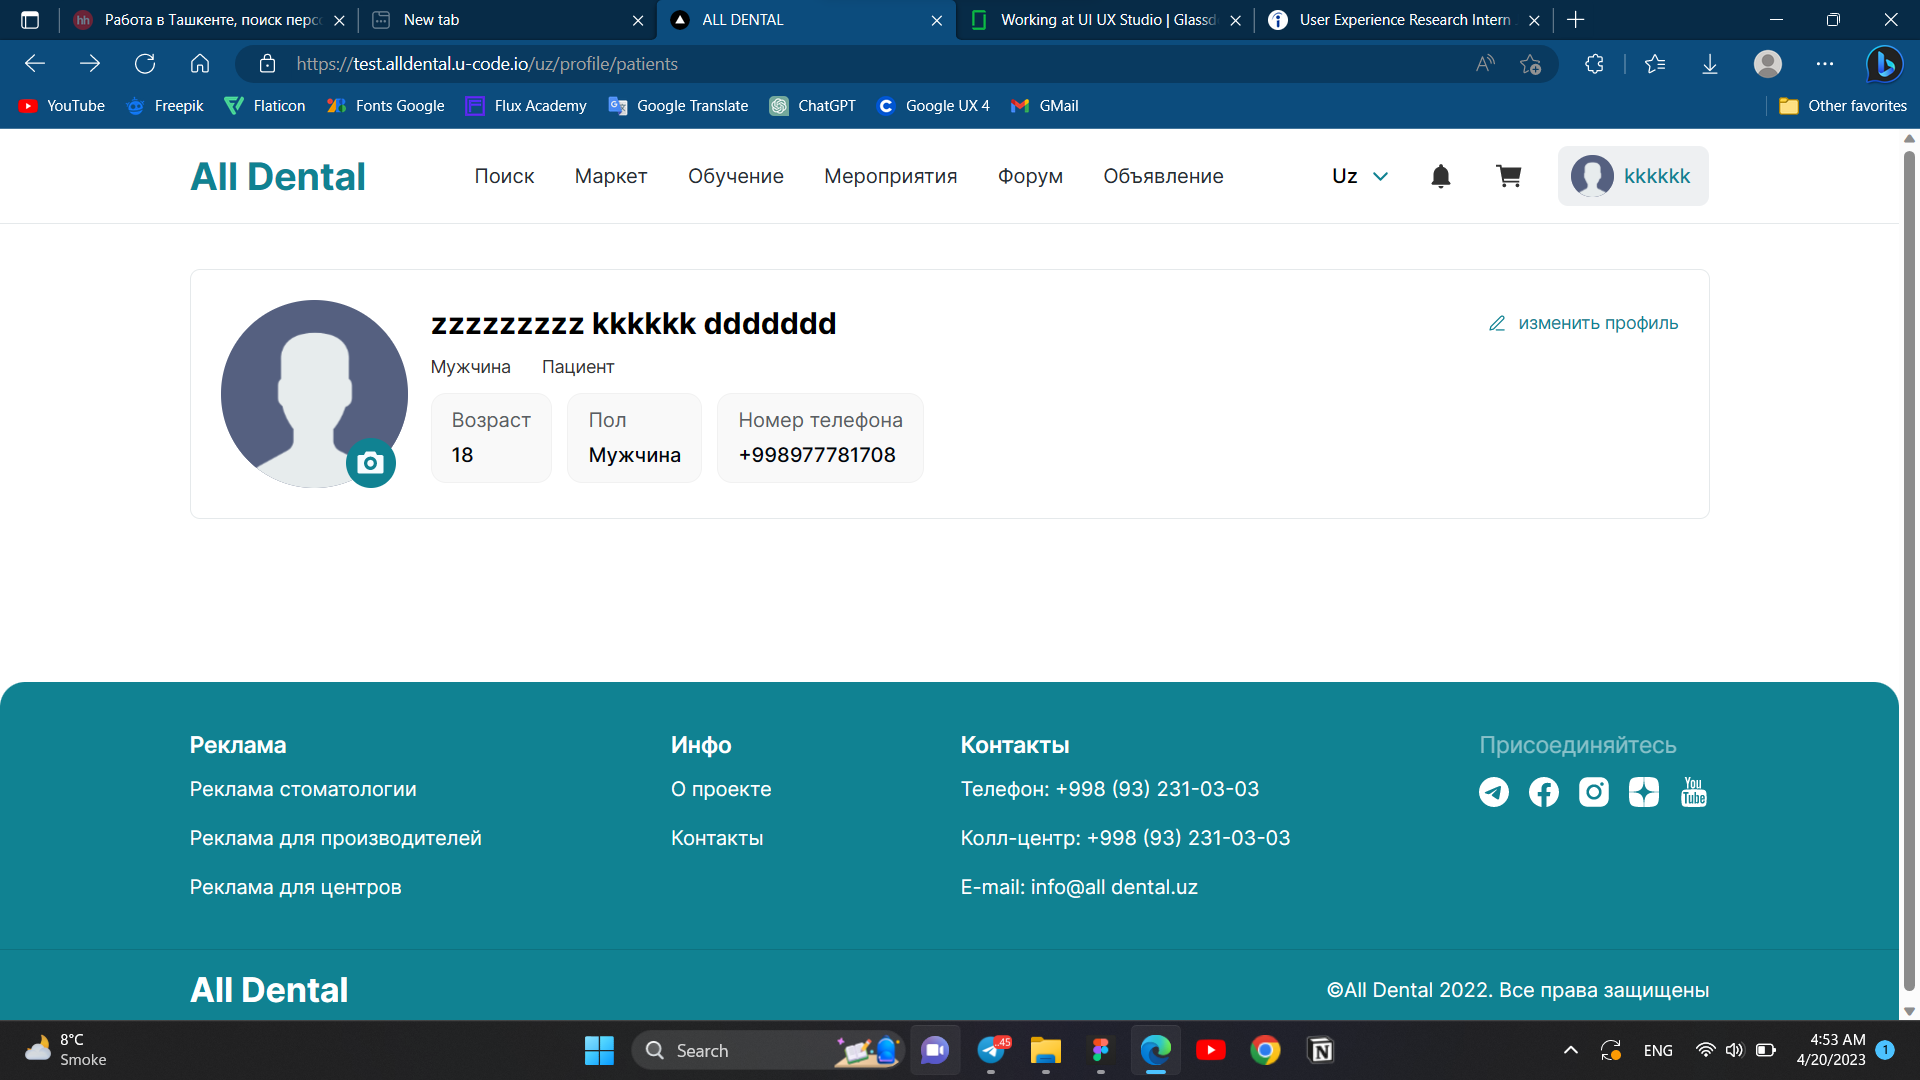 Работа в Ташкенте, поиск перс
New tab
ALL DENTAL
Working at UI UX Studio | Glassd
User Experience Research Intern
https://test.alldental.u-code.io/uz/profile/patients
YouTube
Freepik
Flaticon
Fonts Google
Flux Academy
Google Translate
ChatGPT
Google UX 4
GMail
Other favorites
All Dental
Поиск
Маркет
Обучение
Мероприятия
Форум
Объявление
Uz
kkkkkk
zzzzzzzzz kkkkkk ddddddd
изменить профиль
Мужчина
Пациент
Возраст
18
Пол
Мужчина
Номер телефона
+998977781708
Реклама
Реклама стоматологии
Реклама для производителей
Реклама для центров
Инфо
О проекте
Контакты
Контакты
Телефон: +998 (93) 231-03-03
Колл-центр: +998 (93) 231-03-03
E-mail: info@all dental.uz
Присоединяйтесь
You
Tube
All Dental
©All Dental 2022. Все права защищены
8°C
Smoke
Search
.45
ENG
4:53 AM
4/20/2023
1